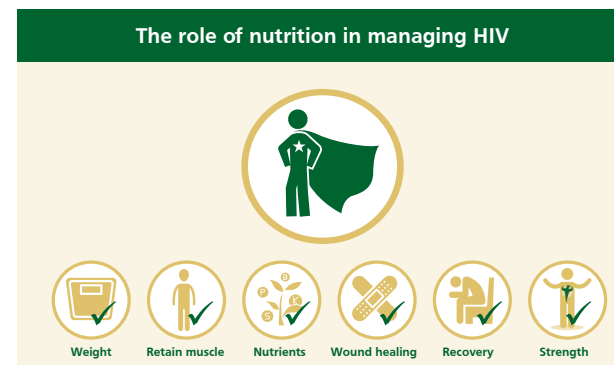 The role of nutrition in managing HIV
B
P
K
S
Weight
Retain muscle
Nutrients
Wound healing
Recovery
Strength